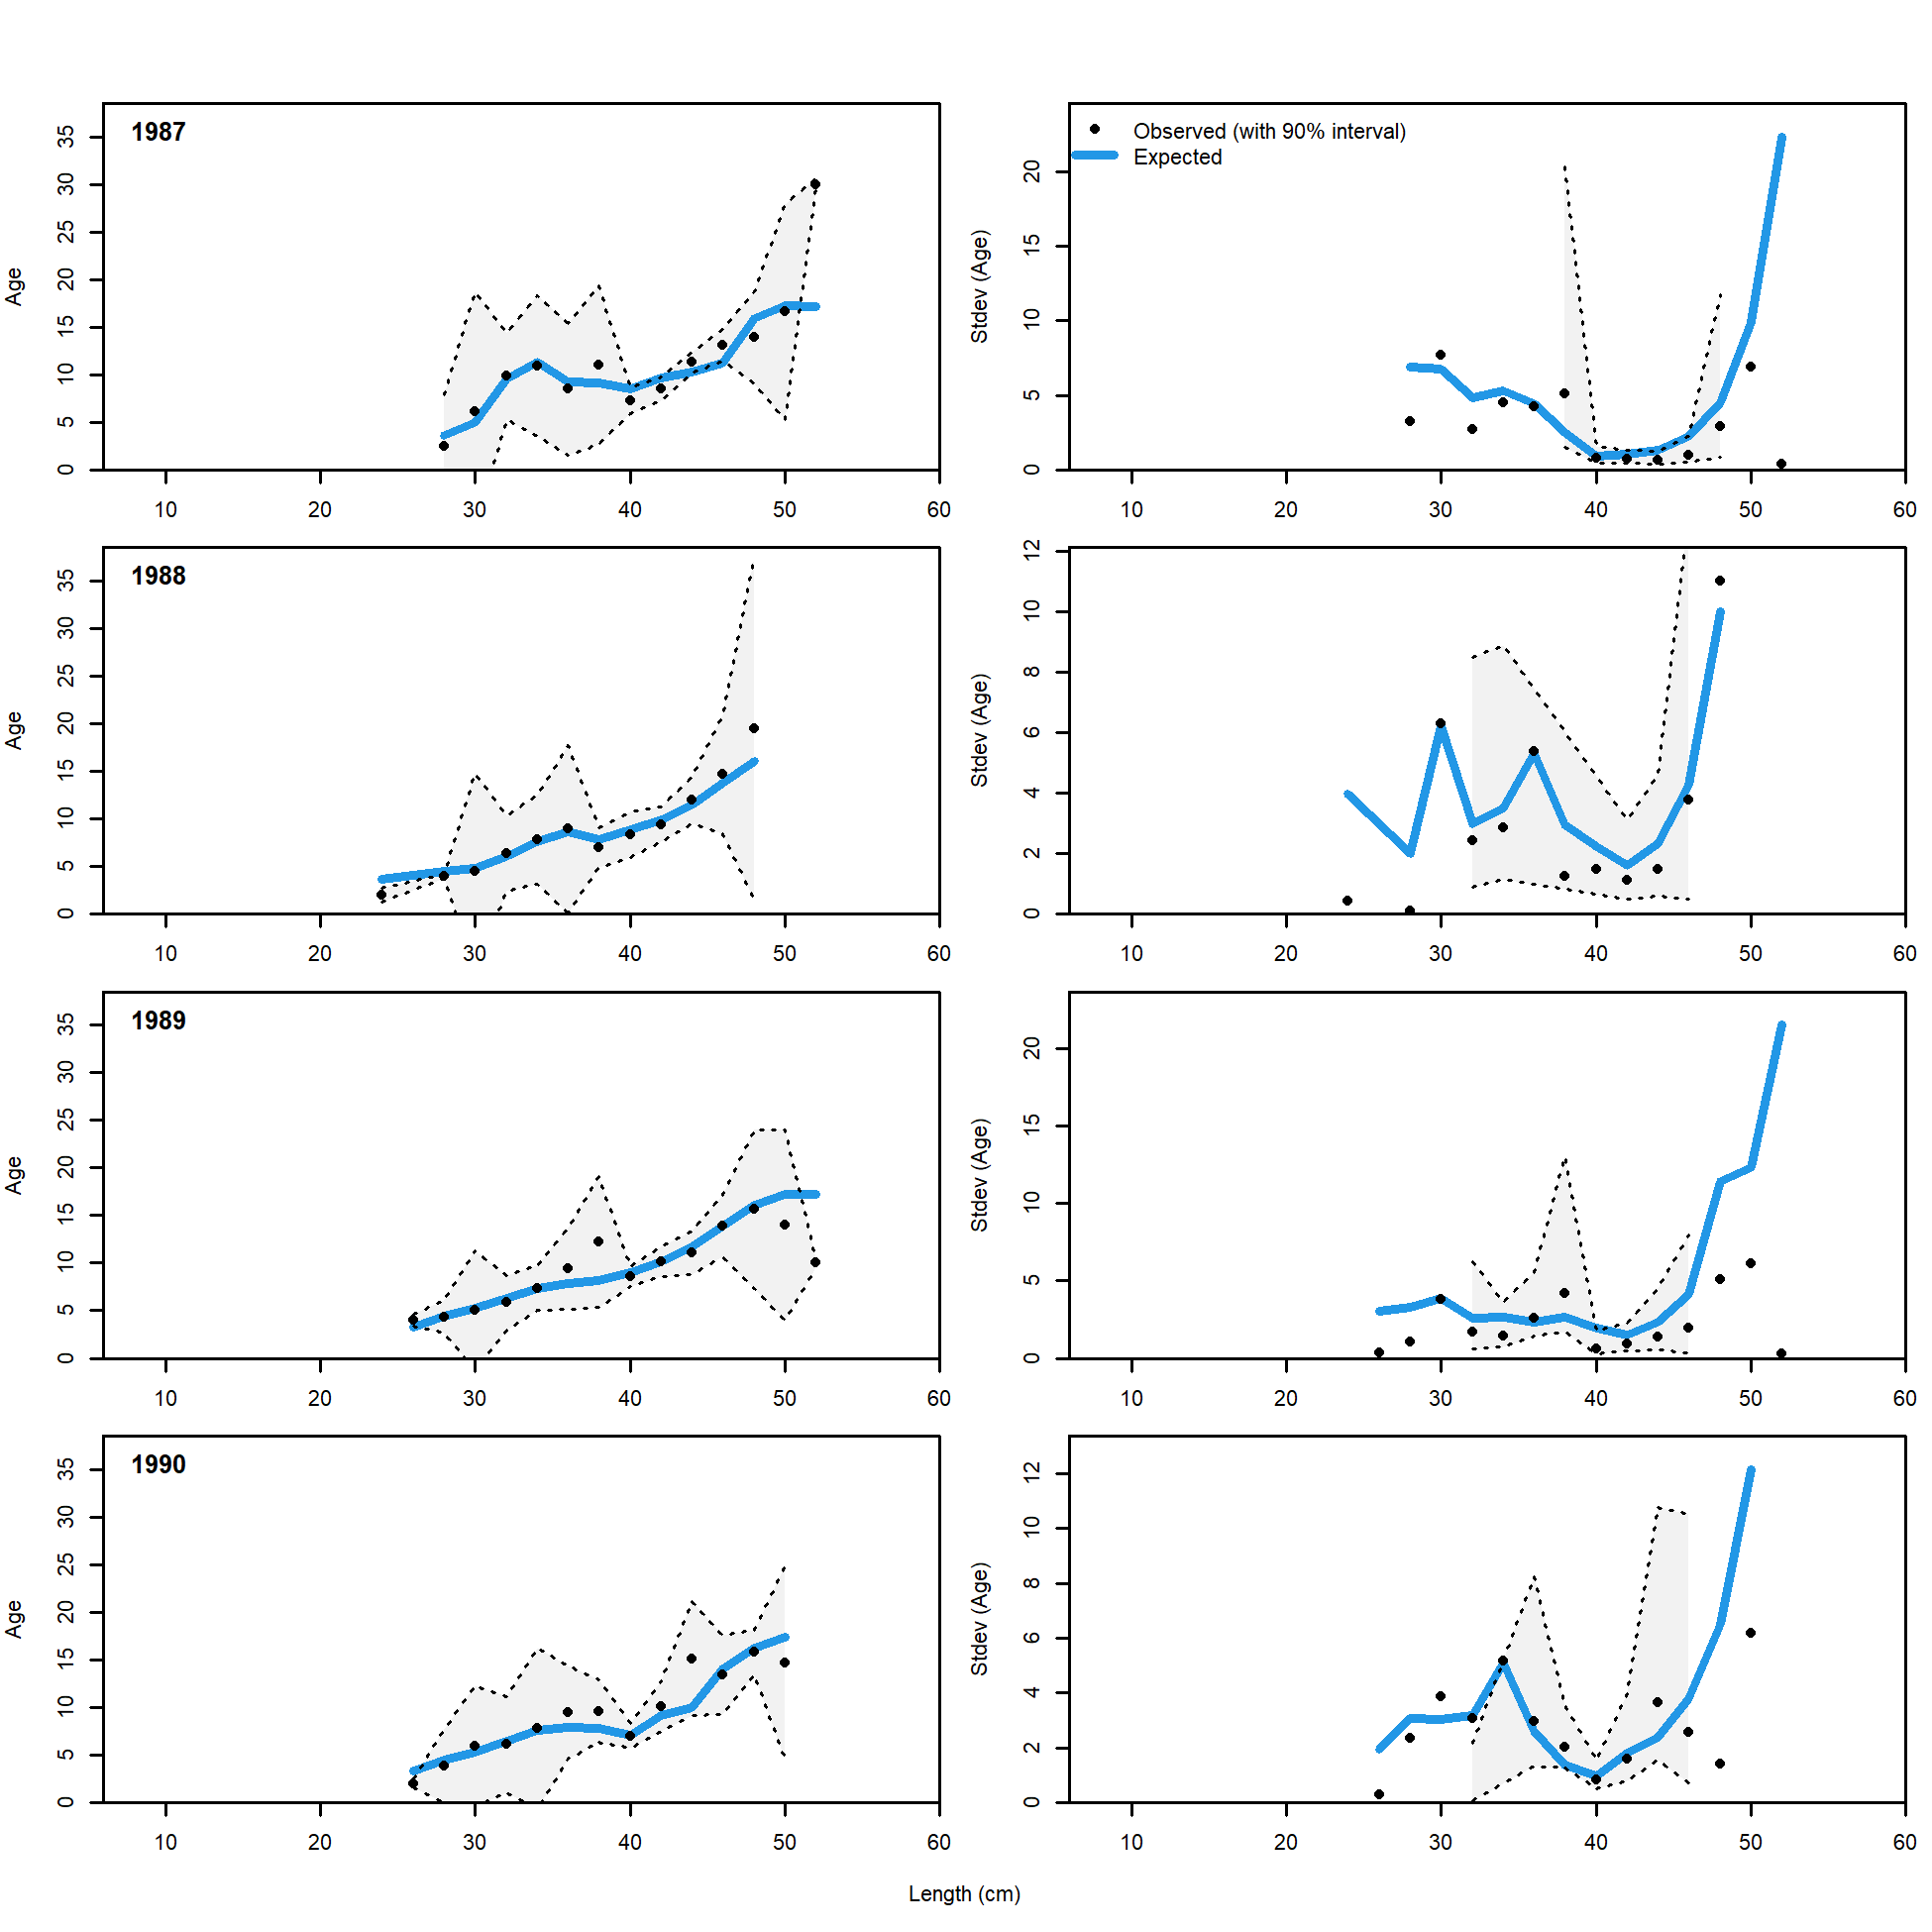 1987
Age
0 5 10 15 20 25 30 35
10 20 30 40 50 60
Observed (with 90% interval)
Expected
Stdev (Age)
0 5 10 15 20
10 20 30 40 50 60
1988
Age
0 5 10 15 20 25 30 35
10 20 30 40 50 60
Stdev (Age)
0 2 4 6 8 10 12
10 20 30 40 50 60
1989
Age
0 5 10 15 20 25 30 35
10 20 30 40 50 60
Stdev (Age)
0 5 10 15 20
10 20 30 40 50 60
1990
Age
0 5 10 15 20 25 30 35
10 20 30 40 50 60
Stdev (Age)
0 2 4 6 8 10 12
10 20 30 40 50 60
Length (cm)